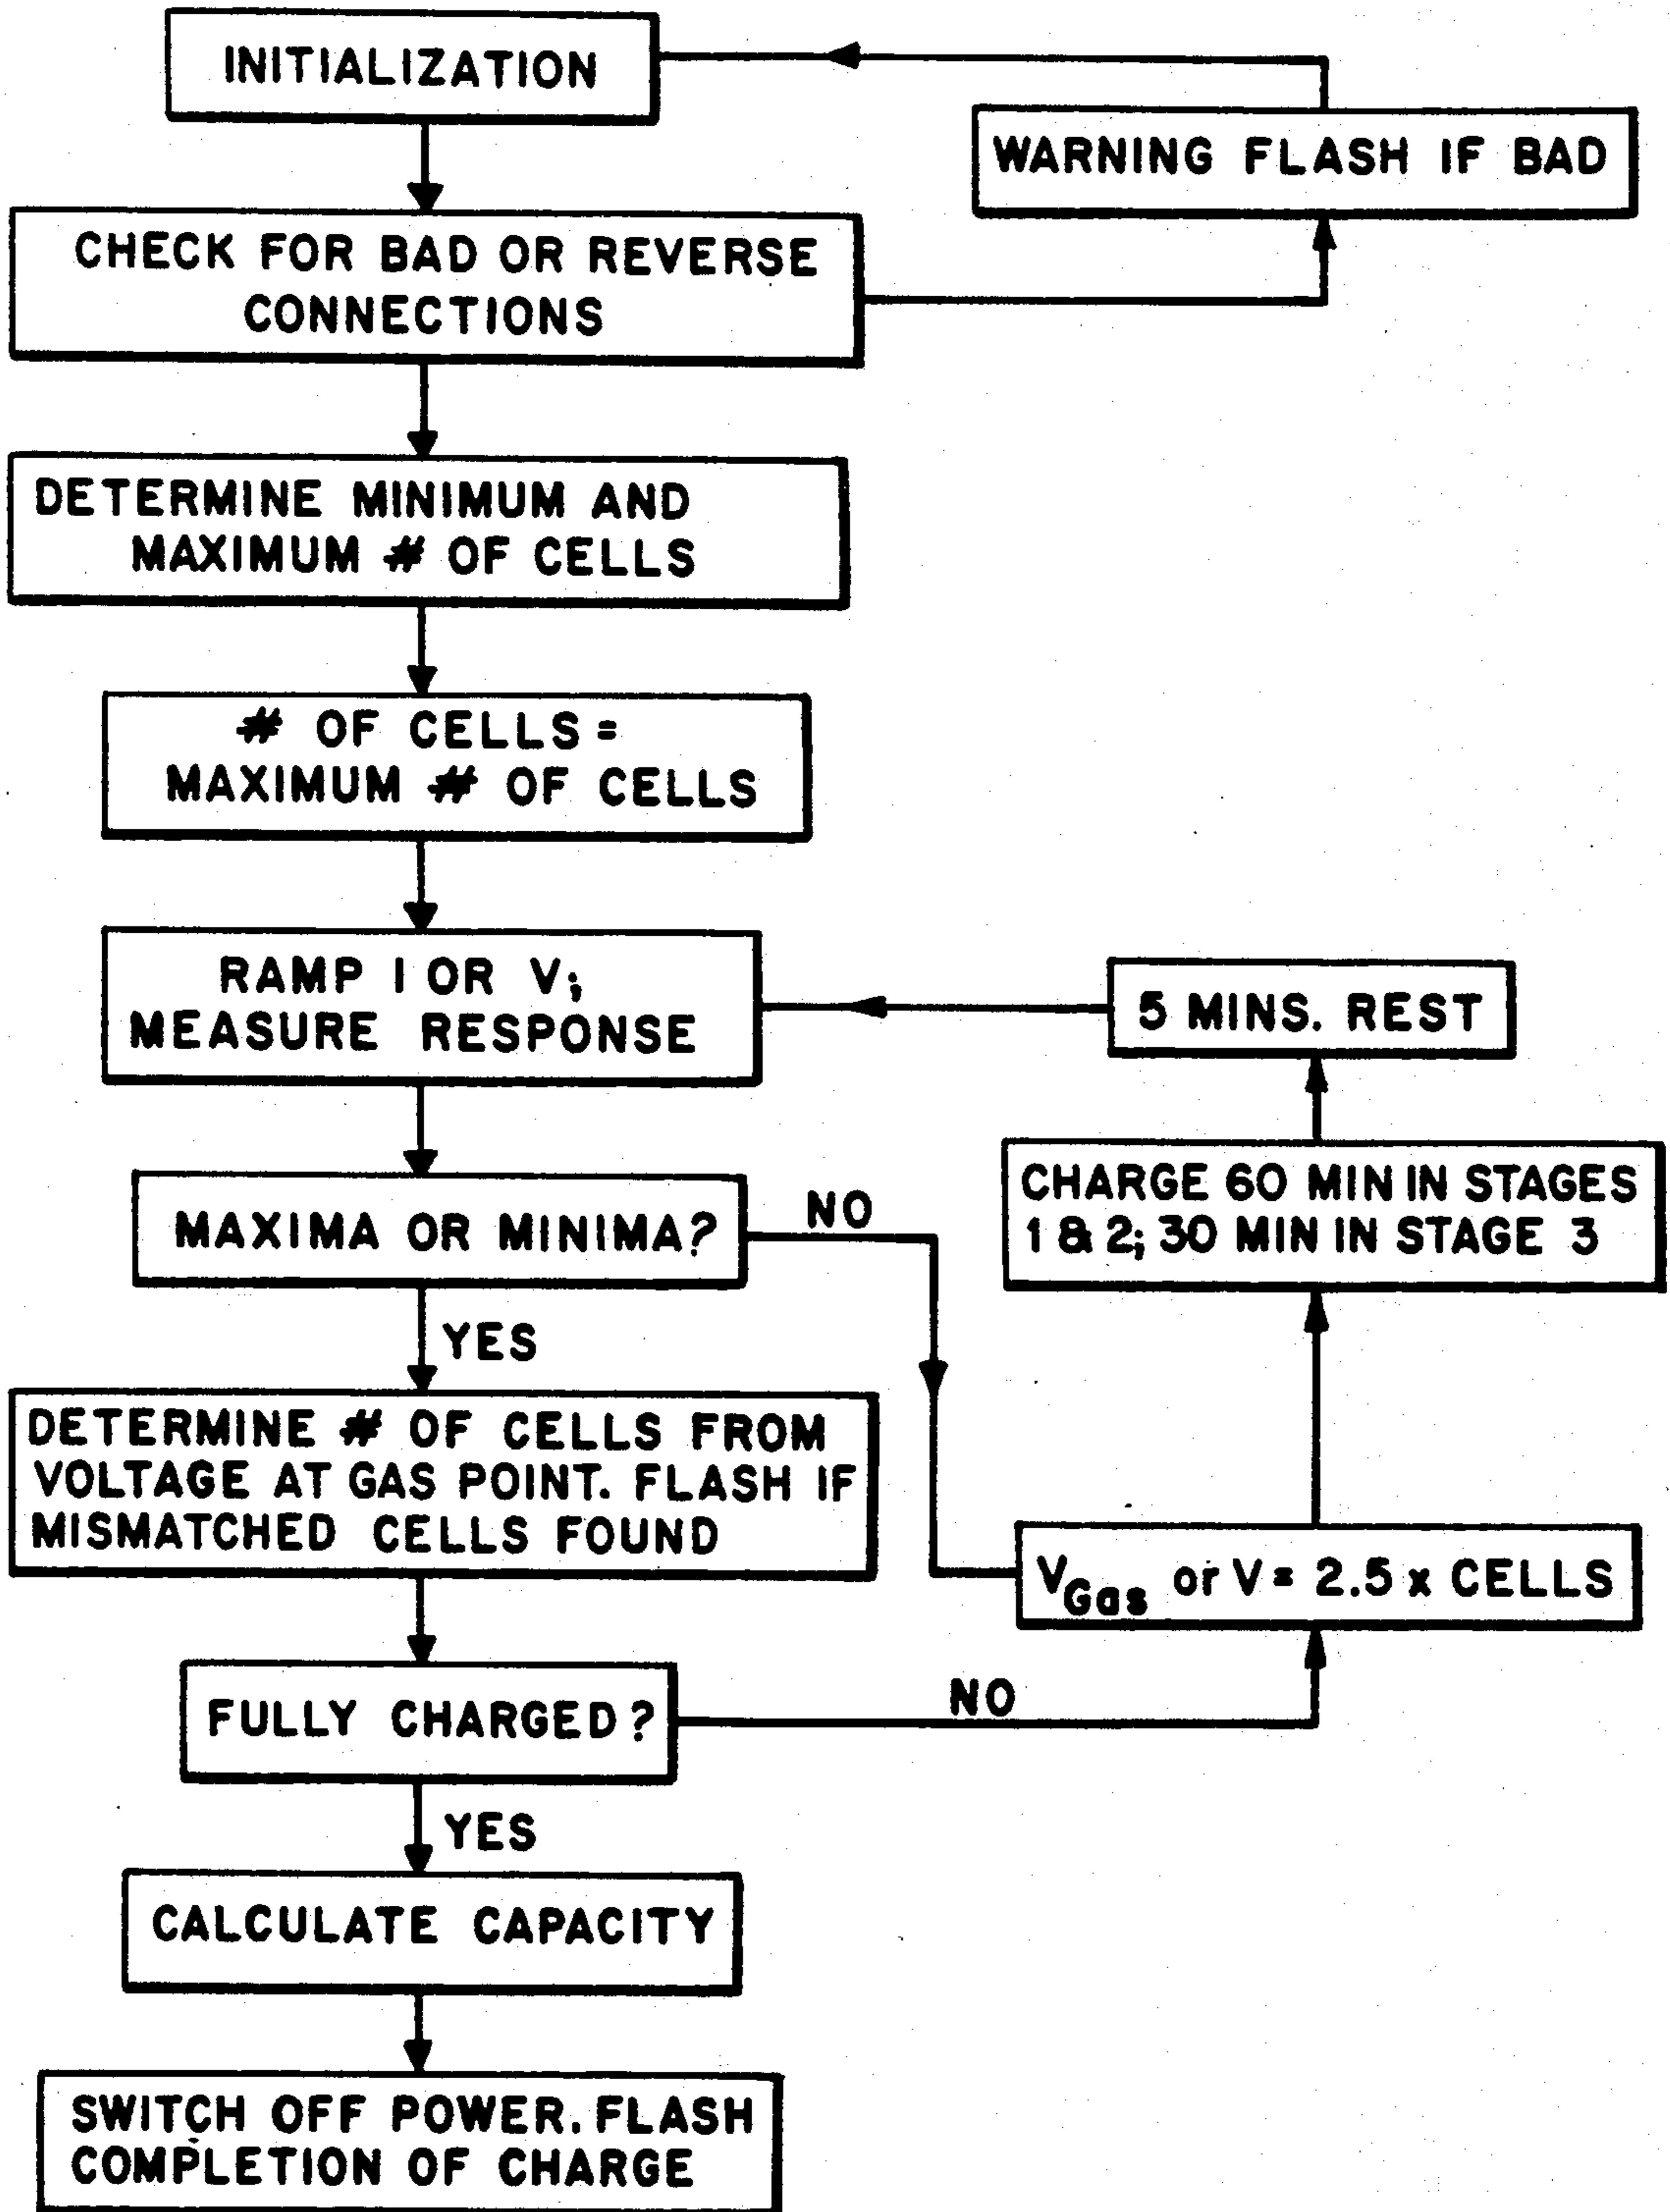 INITIALIZATION
WARNING FLASH IF BAD
CHECK FOR BAD OR REVERSE
CONNECTIONS
DETERMINE MINIMUM AND
MAXIMUM # OF CELLS
# OF CELLS =
MAXIMUM # OF CELLS
RAMP I OR V;
MEASURE RESPONSE
5 MINS. REST
CHARGE 60 MIN IN STAGES
1 & 2; 30 MIN IN STAGE 3
MAXIMA OR MINIMA?
NO
YES
DETERMINE # OF CELLS FROM
VOLTAGE AT GAS POINT. FLASH IF
MISMATCHED CELLS FOUND
VGas or V = 2.5 x CELLS
FULLY CHARGED?
NO
YES
CALCULATE CAPACITY
SWITCH OFF POWER. FLASH
COMPLETION OF CHARGE